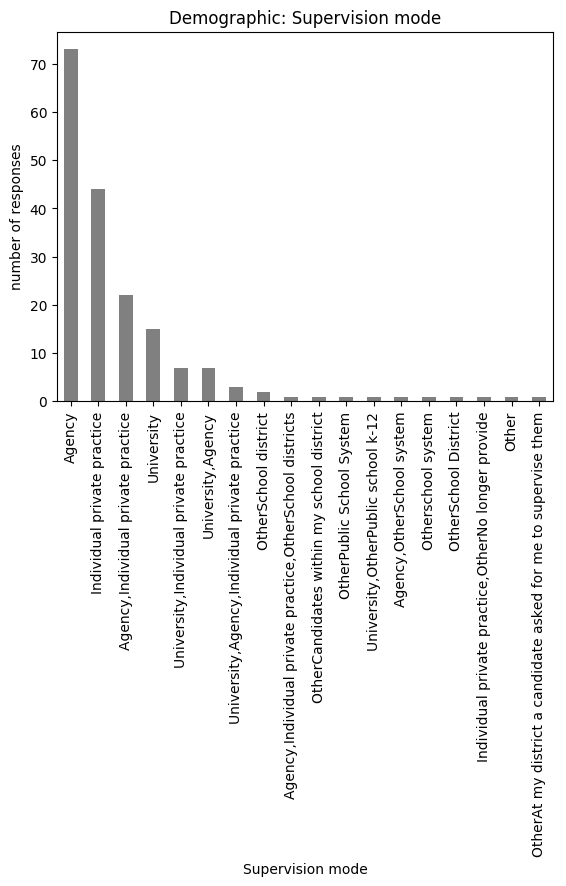 Demographic: Supervision mode
number of responses
70
60
50
40
30
20
10
0
Agency
Individual private practice
Agency,Individual private practice
University
University,Individual private practice
University,Agency
University,Agency,Individual private practice
OtherSchool district
Agency,Individual private practice,OtherSchool districts
OtherCandidates within my school district
OtherPublic School System
University,OtherPublic school k-12
Agency,OtherSchool system
Otherschool system
OtherSchool District
Individual private practice,OtherNo longer provide
Other
OtherAt my district a candidate asked for me to supervise them
Supervision mode